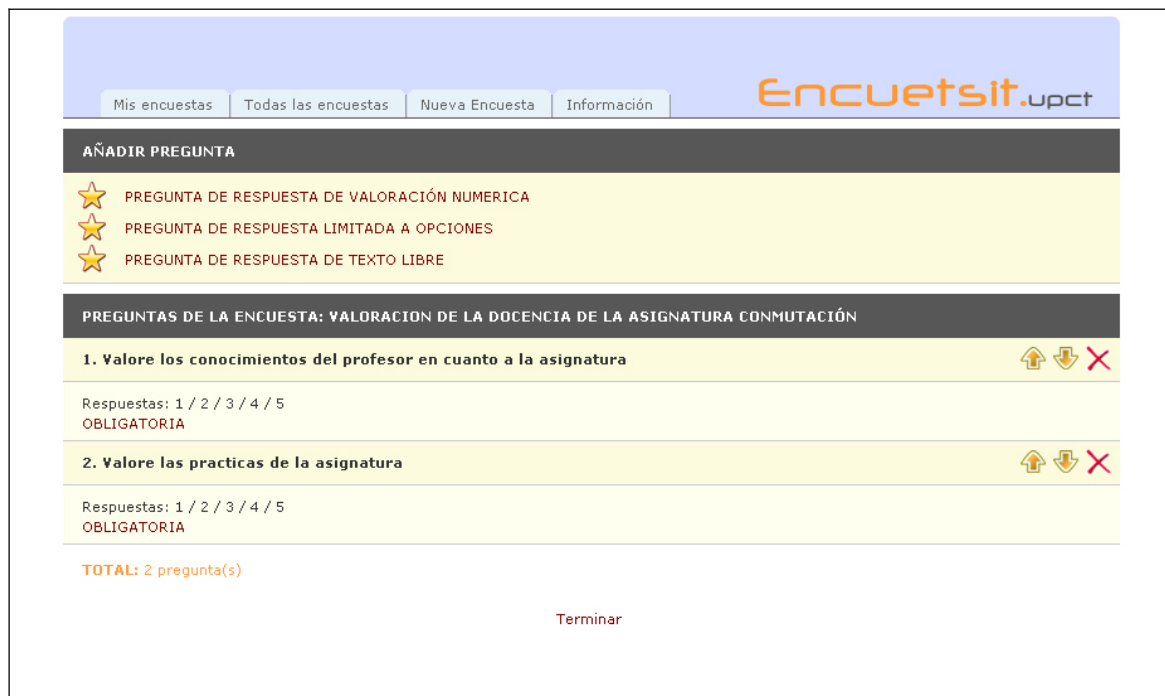 Encuetsit.upct
Mis encuestas Todas las encuestas Nueva Encuesta Información
AÑADIR PREGUNTA
PREGUNTA DE RESPUESTA DE VALORACIÓN NUMERICA
PREGUNTA DE RESPUESTA LIMITADA A OPCIONES
PREGUNTA DE RESPUESTA DE TEXTO LIBRE
PREGUNTAS DE LA ENCUESTA: VALORACION DE LA DOCENCIA DE LA ASIGNATURA CONMUTACIÓN
1. Valore los conocimientos del profesor en cuanto a la asignatura
Respuestas: 1 / 2 / 3 / 4 / 5
OBLIGATORIA
2. Valore las practicas de la asignatura
Respuestas: 1 / 2 / 3 / 4 / 5
OBLIGATORIA
TOTAL: 2 pregunta(s)
Terminar